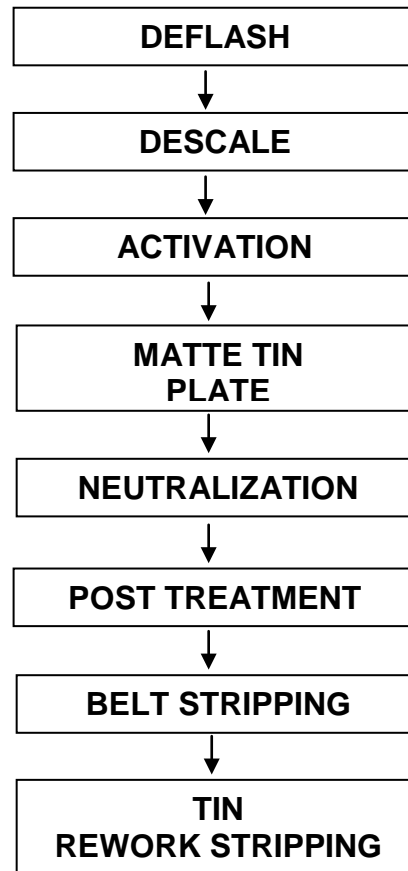 DEFLASH
DESCALE
ACTIVATION
MATTE TIN
PLATE
NEUTRALIZATION
POST TREATMENT
BELT STRIPPING
TIN
REWORK STRIPPING